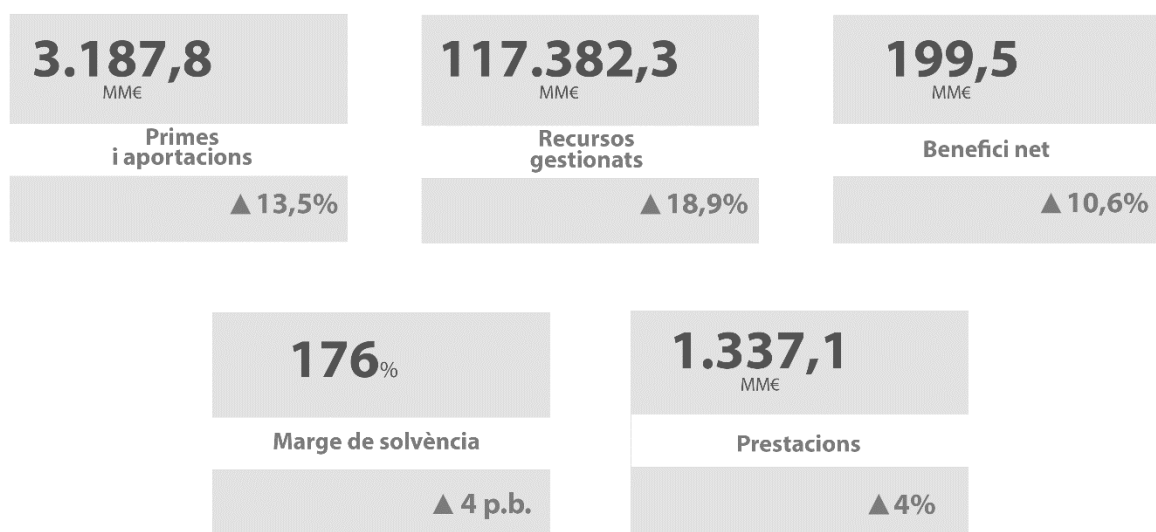 3.187,8
MM€
Primes
i aportacions
▲ 13,5%
117.382,3
MM€
Recursos
gestionats
▲ 18,9%
199,5
MM€
Benefici net
▲ 10,6%
176%
Marge de solvència
▲ 4 p.b.
1.337,1
MM€
Prestacions
▲ 4%